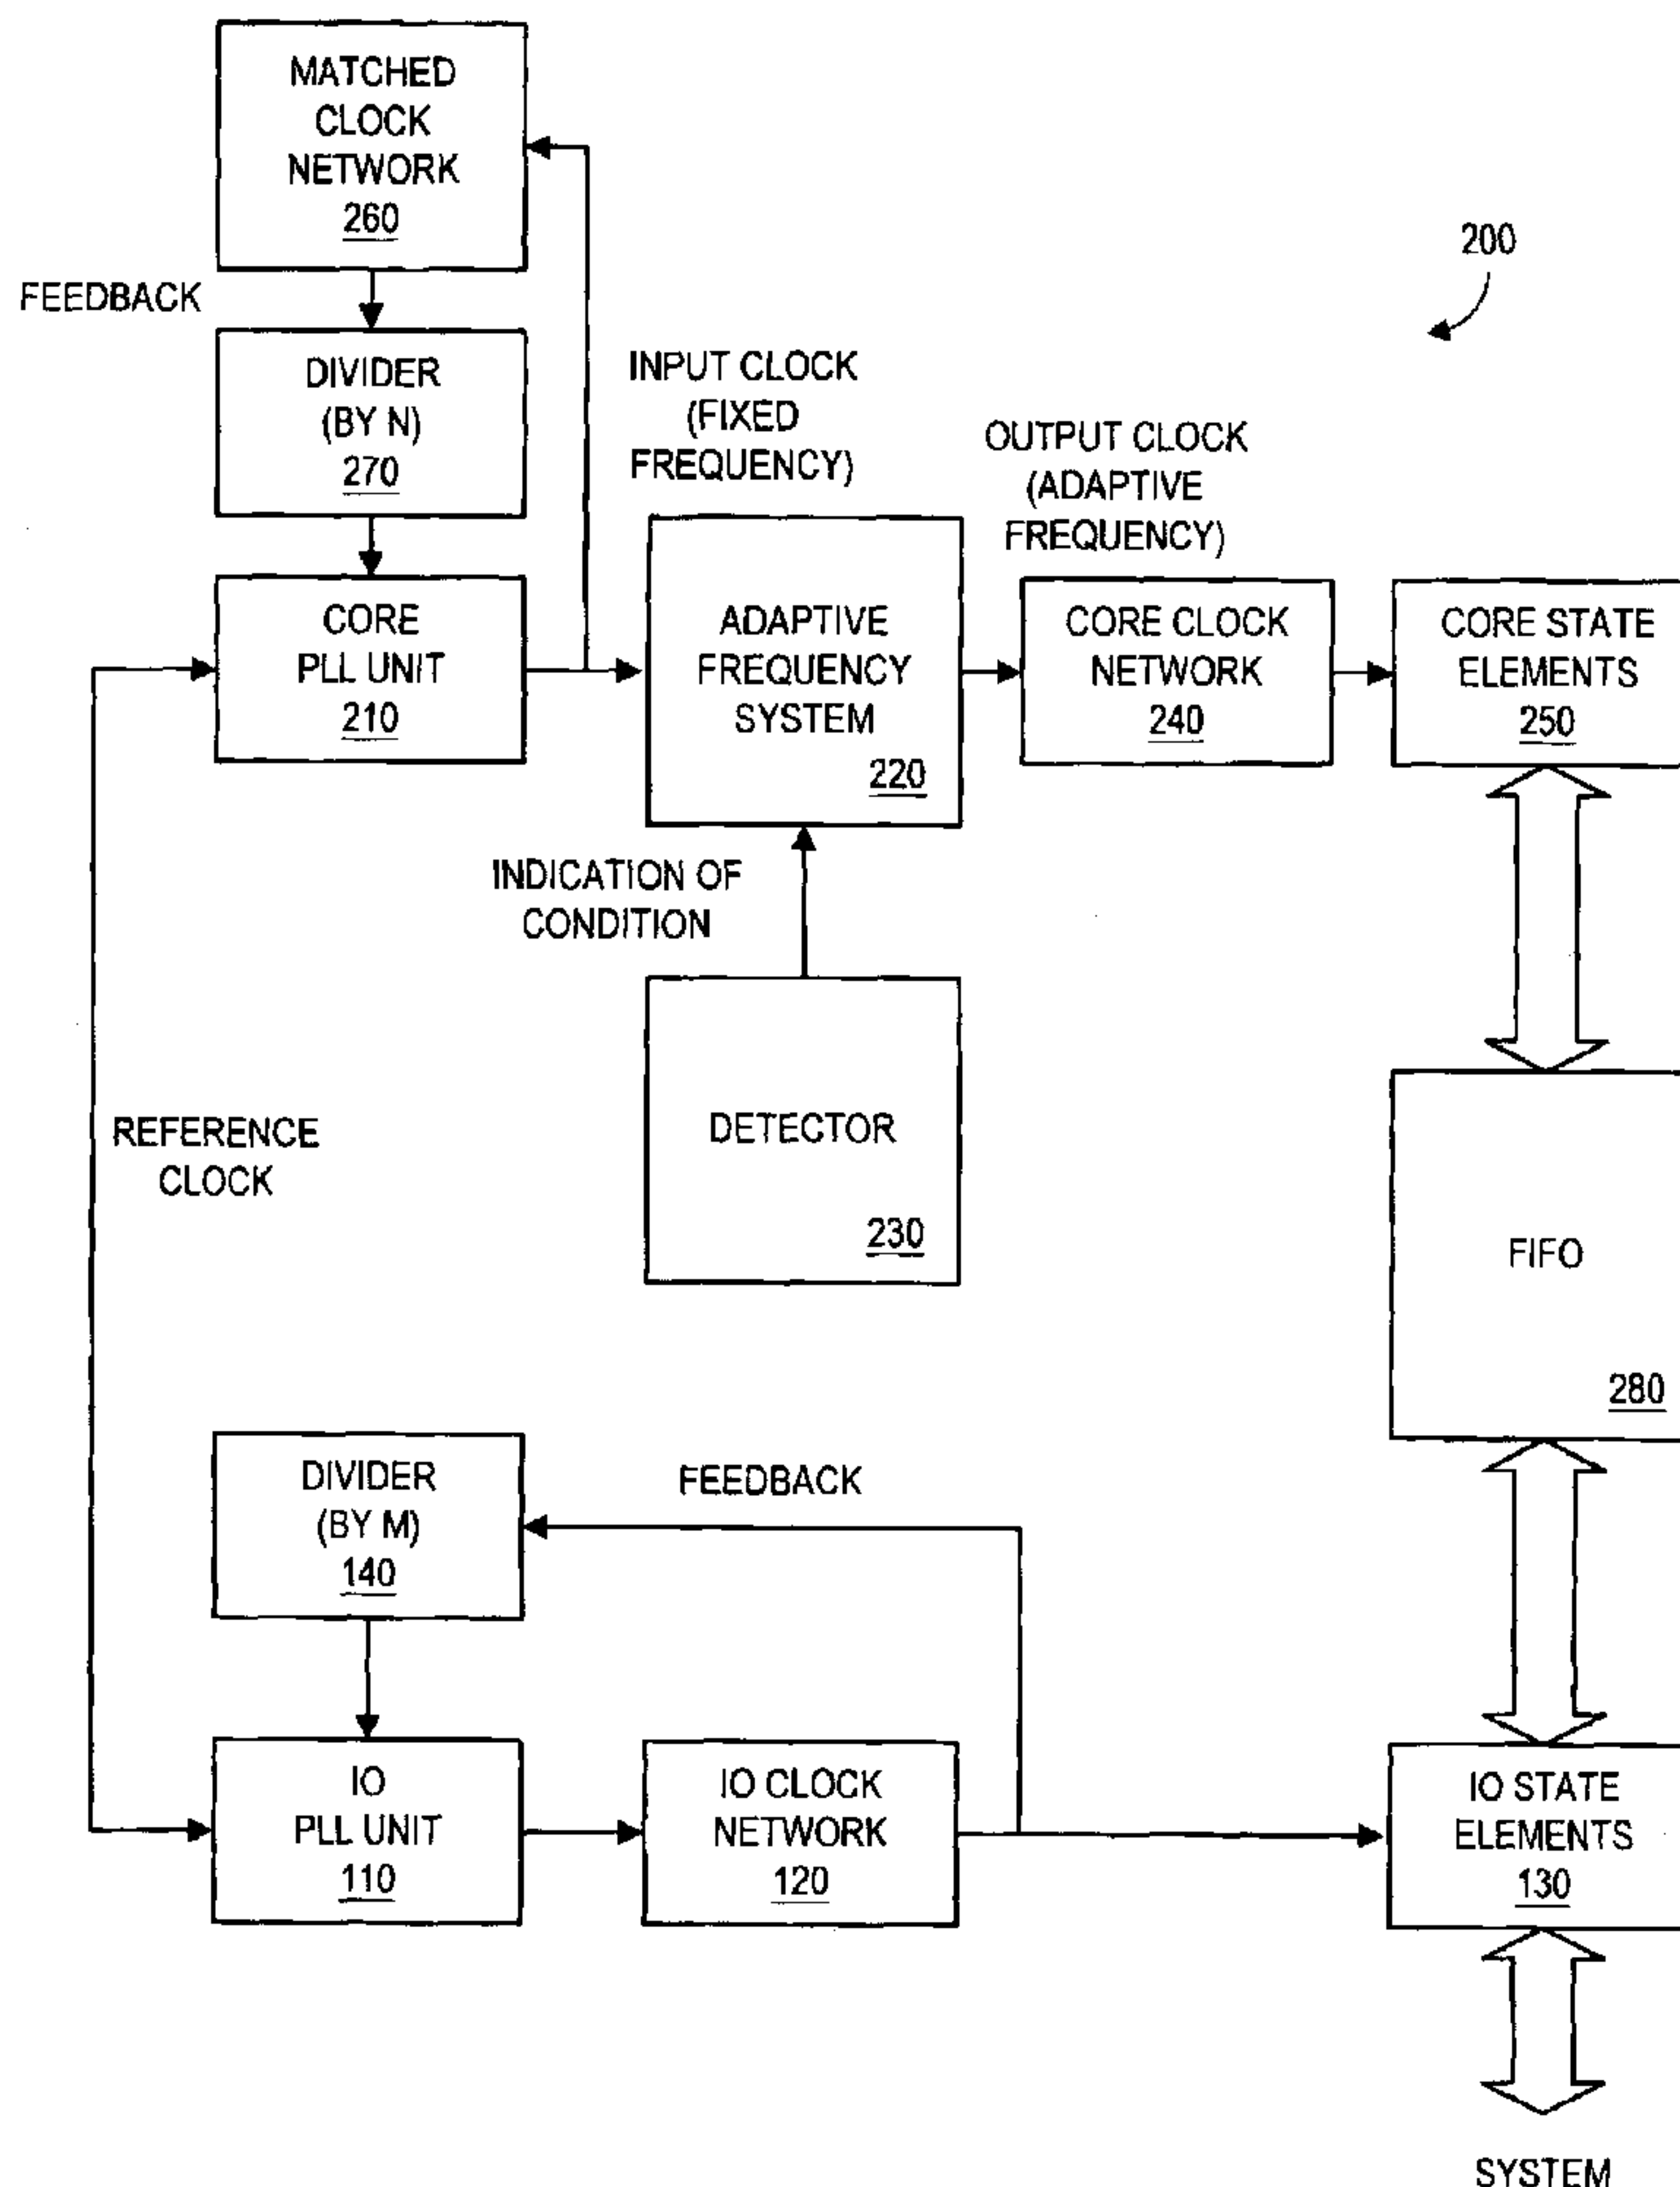 MATCHED
CLOCK
NETWORK
260
200
FEEDBACK
DIVIDER
(BY N)
270
INPUT CLOCK
(FIXED
FREQUENCY)
OUTPUT CLOCK
(ADAPTIVE
FREQUENCY)
CORE
PLL UNIT
210
ADAPTIVE
FREQUENCY
SYSTEM
220
CORE CLOCK
NETWORK
240
CORE STATE
ELEMENTS
250
INDICATION OF
CONDITION
DETECTOR
230
REFERENCE
CLOCK
FIFO
280
DIVIDER
(BY M)
140
FEEDBACK
IO
PLL UNIT
110
IO CLOCK
NETWORK
120
IO STATE
ELEMENTS
130
SYSTEM